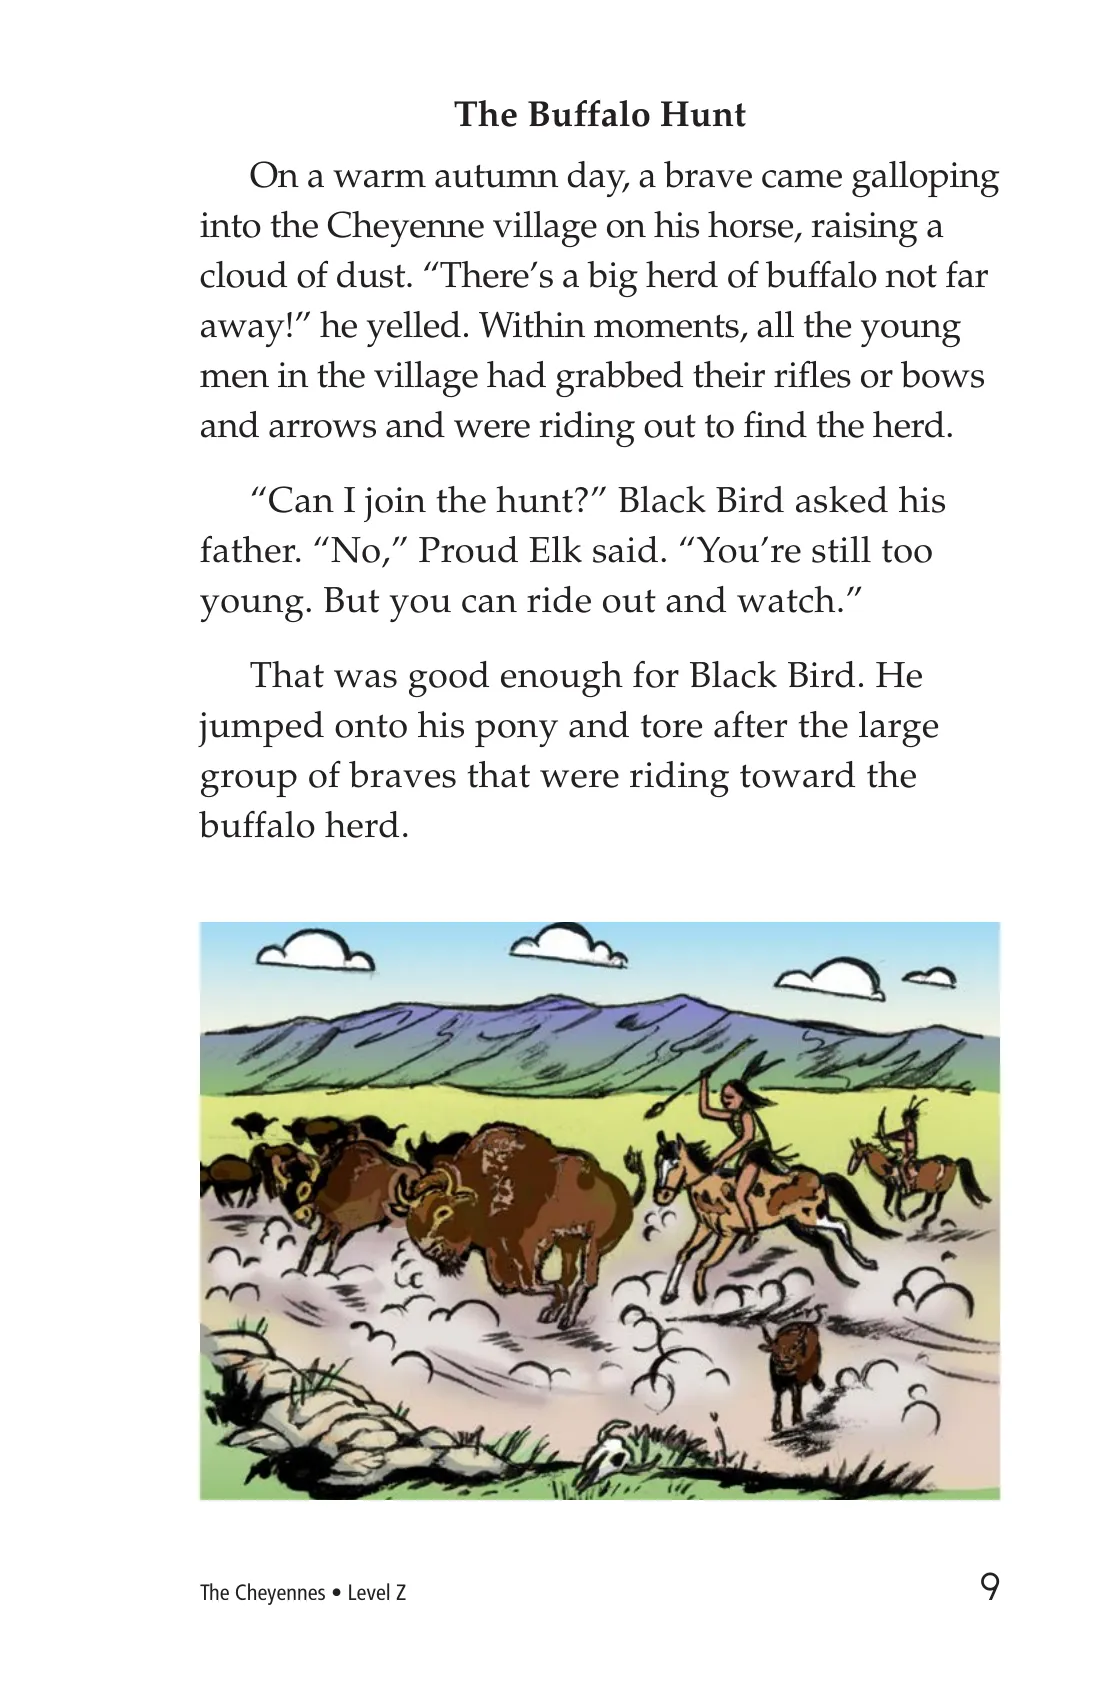 The Buffalo Hunt
On a warm autumn day, a brave came galloping
into the Cheyenne village on his horse, raising a
cloud of dust. “There’s a big herd of buffalo not far
away!” he yelled. Within moments, all the young
men in the village had grabbed their rifles or bows
and arrows and were riding out to find the herd.
“Can I join the hunt?” Black Bird asked his
father. “No,” Proud Elk said. “You’re still too
young. But you can ride out and watch.”
That was good enough for Black Bird. He
jumped onto his pony and tore after the large
group of braves that were riding toward the
buffalo herd.
The Cheyennes • Level Z 9